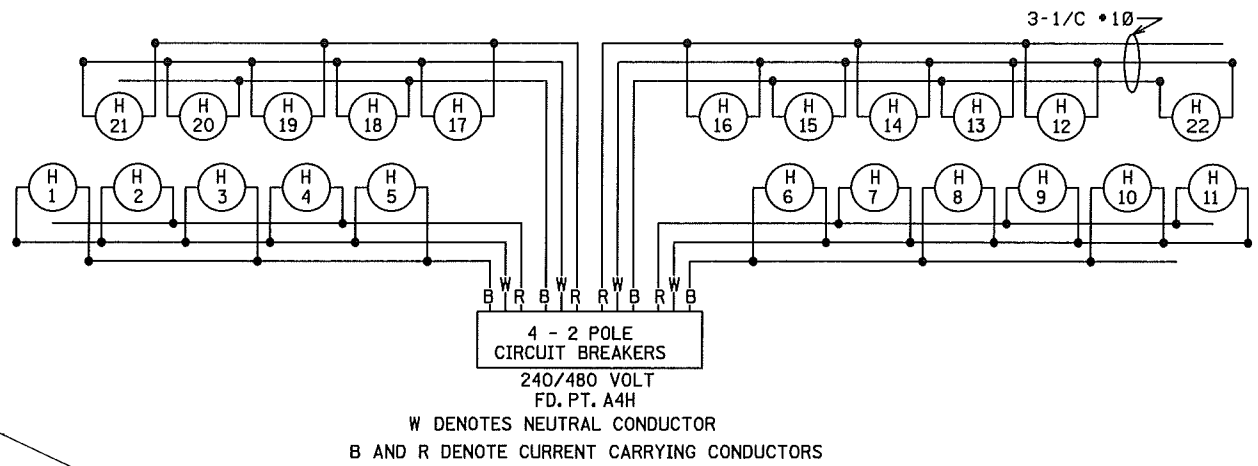 3-1/C #10
H 21
H 20
H 19
H 18
H 17
H 16
H 15
H 14
H 13
H 12
H 22
H 1
H 2
H 3
H 4
H 5
H 6
H 7
H 8
H 9
H 10
H 11
B W R B W R R W B R W B
4 - 2 POLE
CIRCUIT BREAKERS
240/480 VOLT
FD. PT. A4H
W DENOTES NEUTRAL CONDUCTOR
B AND R DENOTE CURRENT CARRYING CONDUCTORS